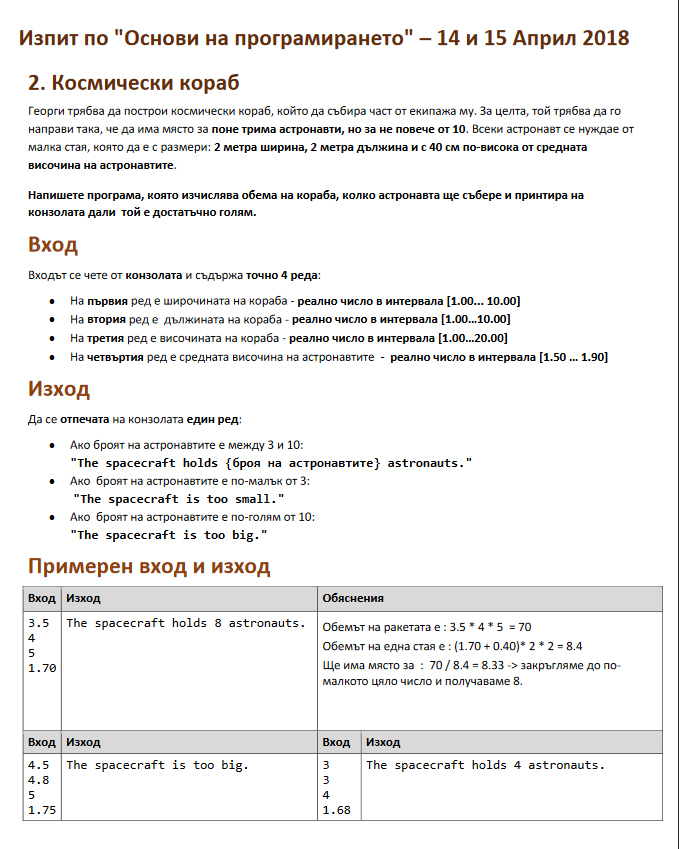 Изпит по "Основи на програмирането" – 14 и 15 Април 2018
2. Космически кораб
Георги трябва да построи космически кораб, който да събира част от екипажа му. За целта, той трябва да го
направи така, че да има място за поне трима астронавти, но за не повече от 10. Всеки астронавт се нуждае от
малка стая, която да е с размери: 2 метра ширина, 2 метра дължина и с 40 см по-висока от средната
височина на астронавтите.
Напишете програма, която изчислява обема на кораба, колко астронавта ще събере и принтира на
конзолата дали той е достатъчно голям.
Вход
Входът се чете от конзолата и съдържа точно 4 реда:
• На първия ред е широчината на кораба - реално число в интервала [1.00... 10.00]
• На втория ред е дължината на кораба - реално число в интервала [1.00…10.00]
• На третия ред е височината на кораба - реално число в интервала [1.00…20.00]
• На четвъртия ред е средната височина на астронавтите - реално число в интервала [1.50 … 1.90]
Изход
Да се отпечата на конзолата един ред:
• Ако броят на астронавтите е между 3 и 10:
"The spacecraft holds {броя на астронавтите} astronauts."
• Ако броят на астронавтите е по-малък от 3:
"The spacecraft is too small."
• Ако броят на астронавтите е по-голям от 10:
"The spacecraft is too big."
Примерен вход и изход
Вход Изход Обяснения
3.5 The spacecraft holds 8 astronauts. Обемът на ракетата е : 3.5 * 4 * 5 = 70
4 Обемът на една стая е : (1.70 + 0.40)* 2 * 2 = 8.4
5 Ще има място за : 70 / 8.4 = 8.33 -> закръгляме до по-
1.70 малкото цяло число и получаваме 8.
Вход Изход Вход Изход
4.5 The spacecraft is too big. 3 The spacecraft holds 4 astronauts.
4.8 3
5 4
1.75 1.68